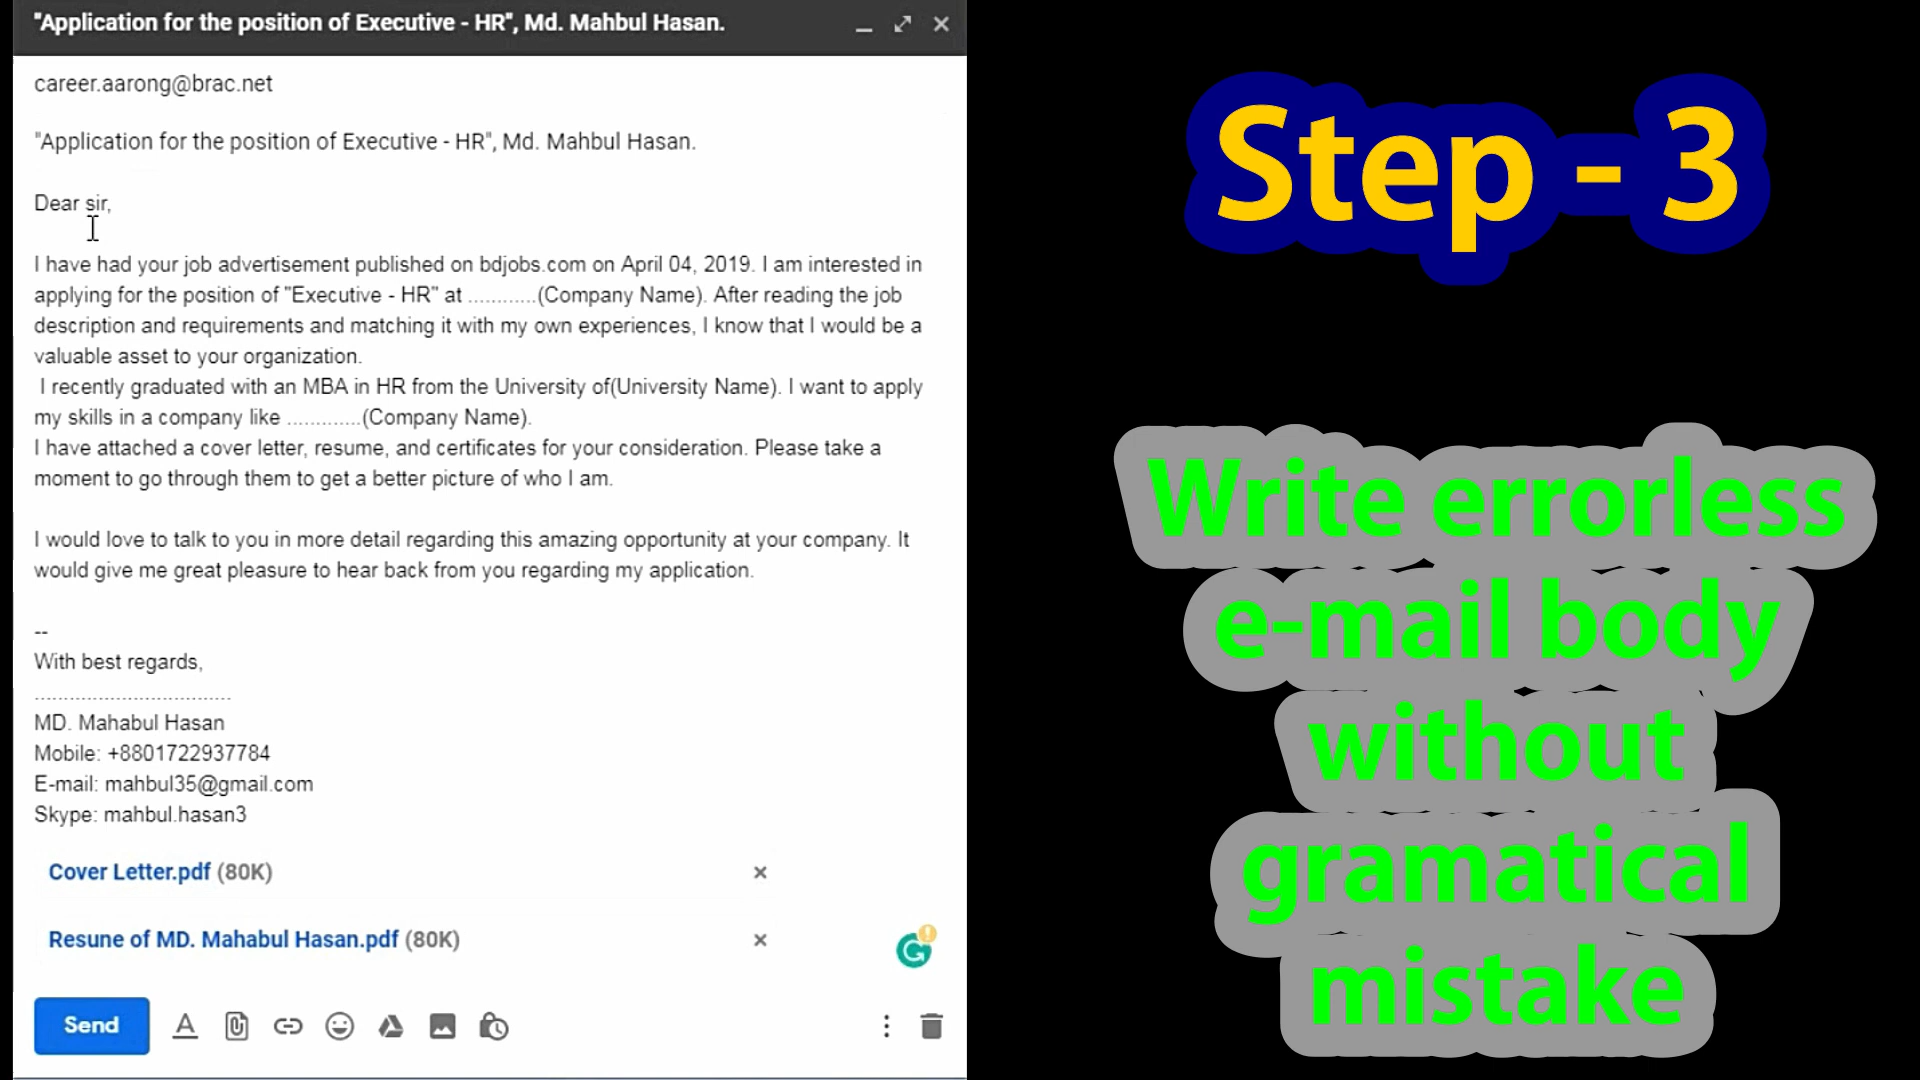 "Application for the position of Executive - HR", Md. Mahbul Hasan.
career.aarong@brac.net
"Application for the position of Executive - HR", Md. Mahbul Hasan.
Dear sir,
I have had your job advertisement published on bdjobs.com on April 04, 2019. I am interested in
applying for the position of "Executive - HR" at ............(Company Name). After reading the job
description and requirements and matching it with my own experiences, I know that I would be a
valuable asset to your organization.
I recently graduated with an MBA in HR from the University of(University Name). I want to apply
my skills in a company like .............(Company Name).
I have attached a cover letter, resume, and certificates for your consideration. Please take a
moment to go through them to get a better picture of who I am.
I would love to talk to you in more detail regarding this amazing opportunity at your company. It
would give me great pleasure to hear back from you regarding my application.
--
With best regards,
..................................
MD. Mahabul Hasan
Mobile: +8801722937784
E-mail: mahbul35@gmail.com
Skype: mahbul.hasan3
Cover Letter.pdf (80K)
Resune of MD. Mahabul Hasan.pdf (80K)
Send
Step - 3
Write errorless
e-mail body
without
gramatical
mistake